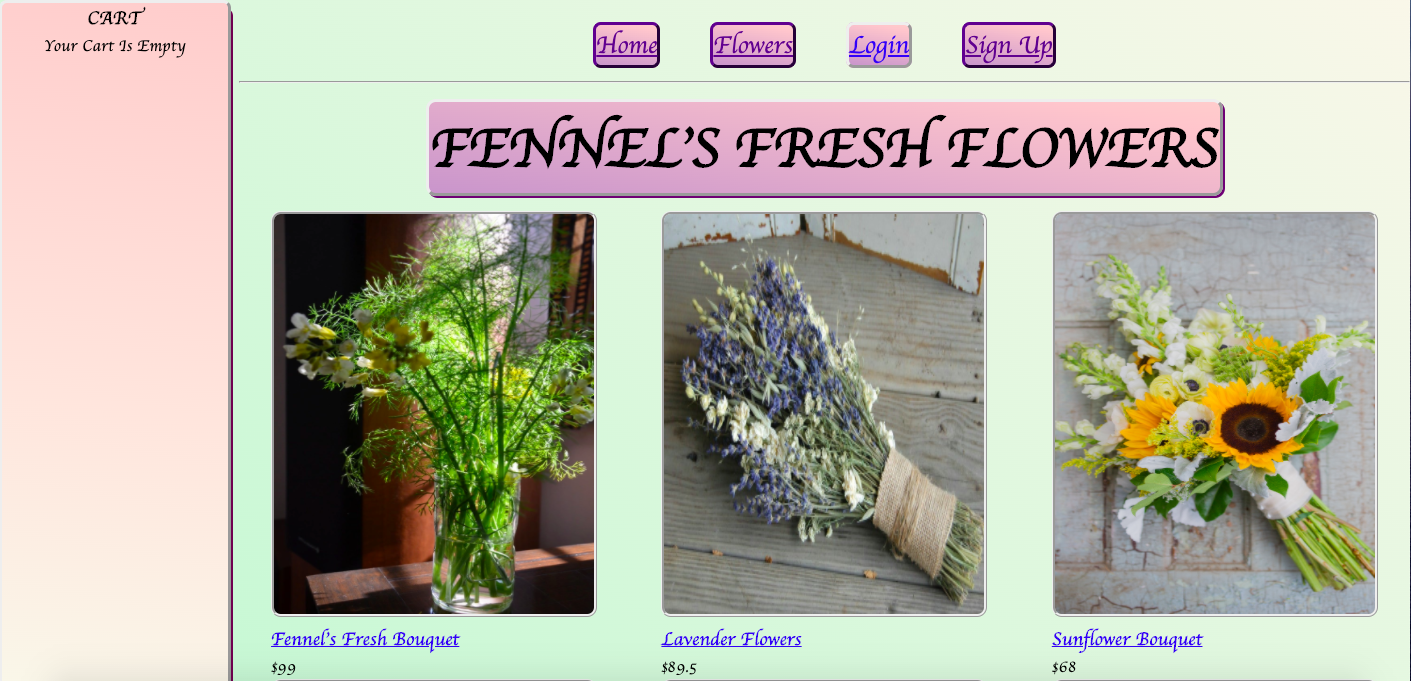 CART
Your Cart Is Empty
Home Flowers Login Sign Up
FENNEL'S FRESH FLOWERS
Fennel's Fresh Bouquet
$99
Lavender Flowers
$89.5
Sunflower Bouquet
$68